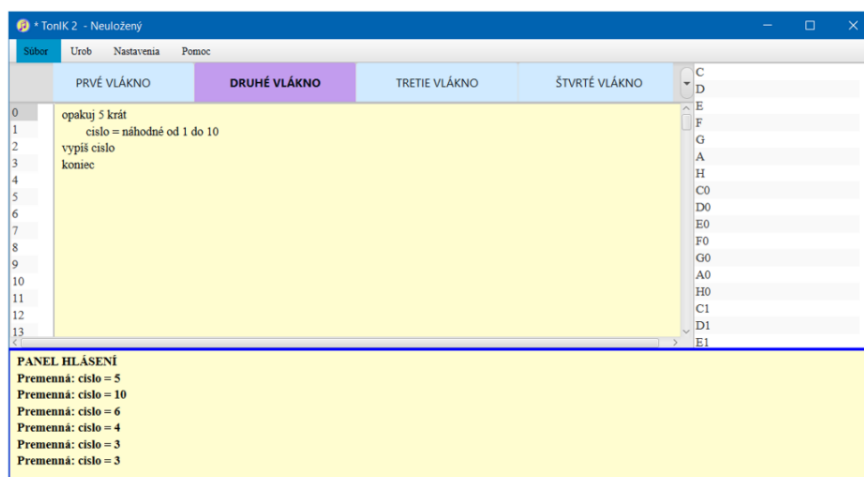 * TonIK 2 - Neuložený
Súbor Urob Nastavenia Pomoc
PRVÉ VLÁKNO DRUHÉ VLÁKNO TRETIE VLÁKNO ŠTVRTÉ VLÁKNO
0 opakuj 5 krát
1 cislo = náhodné od 1 do 10
2 vypíš cislo
3 koniec
4
5
6
7
8
9
10
11
12
13
C
D
E
F
G
A
H
C0
D0
E0
F0
G0
A0
H0
C1
D1
E1
PANEL HLÁSENÍ
Premenná: cislo = 5
Premenná: cislo = 10
Premenná: cislo = 6
Premenná: cislo = 4
Premenná: cislo = 3
Premenná: cislo = 3